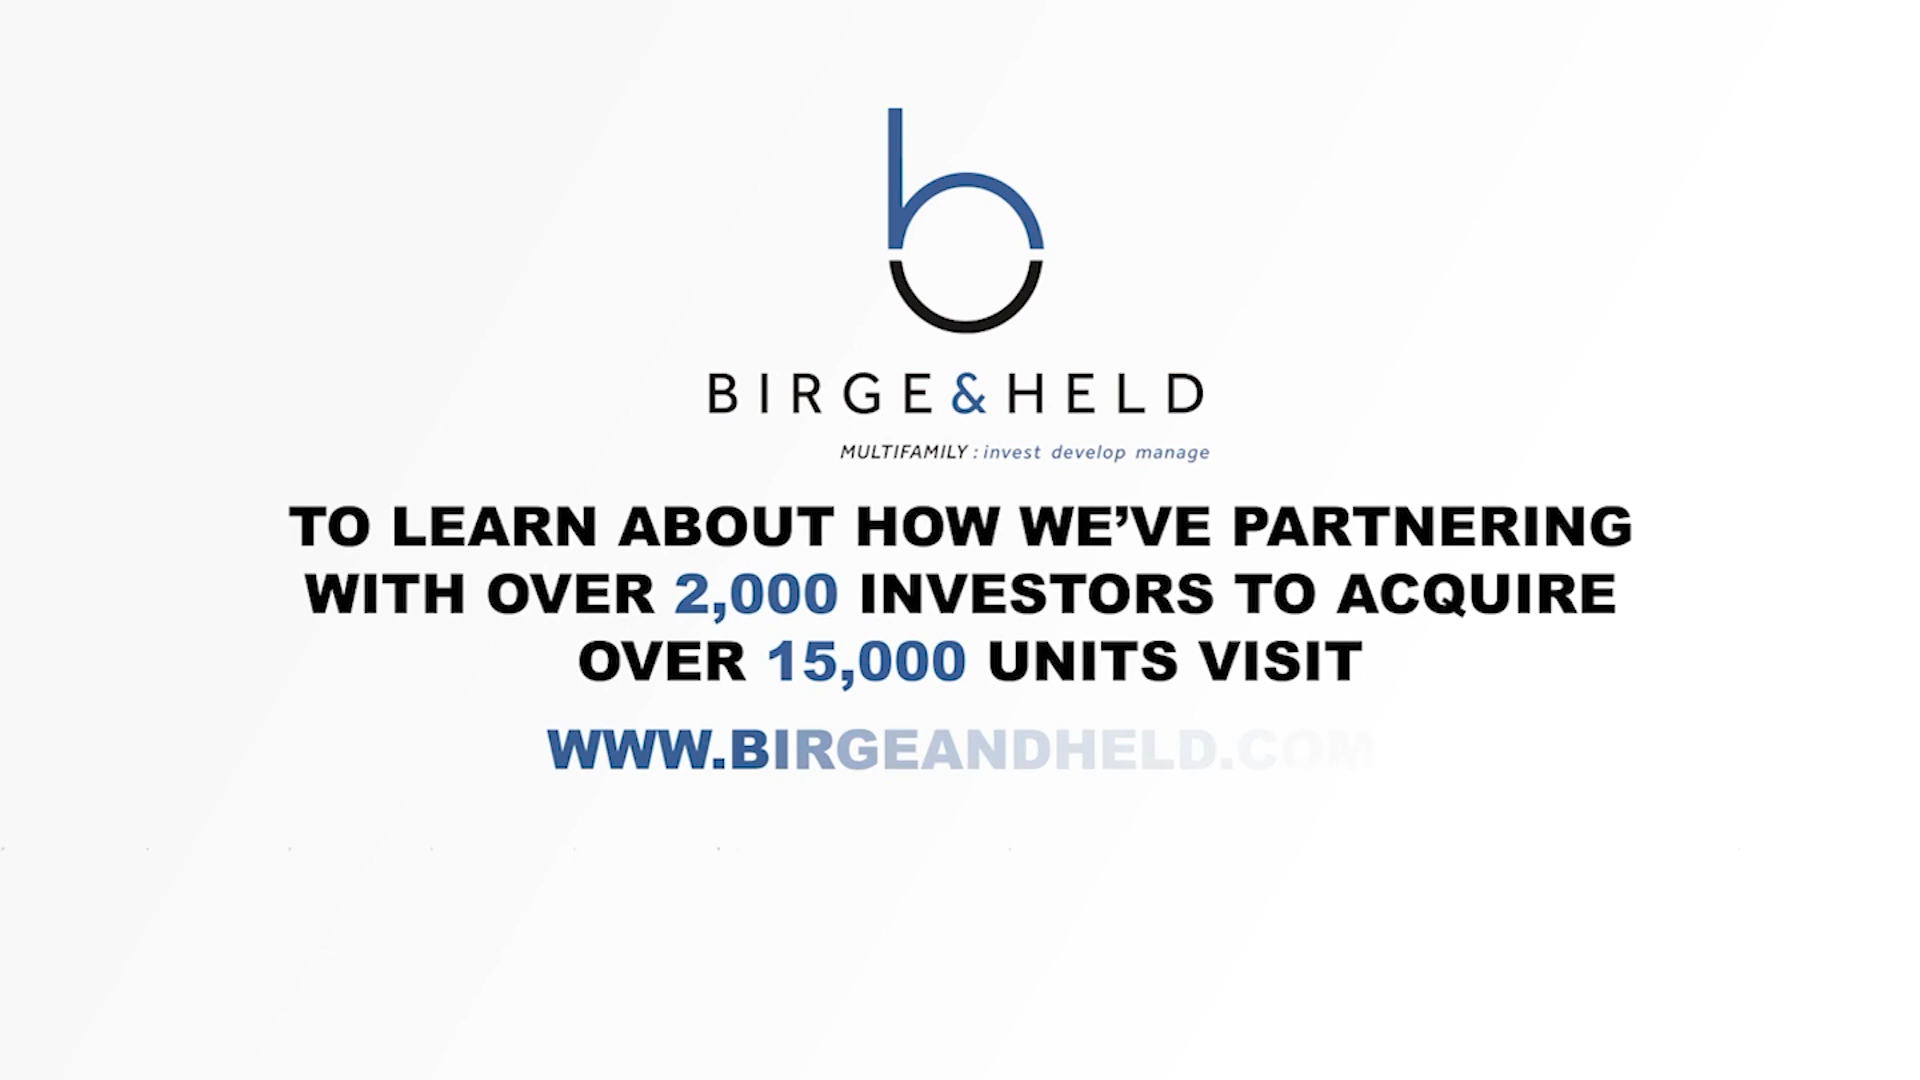 b
BIRGE&HELD
MULTIFAMILY: invest develop manage
TO LEARN ABOUT HOW WE’VE PARTNERING
WITH OVER 2,000 INVESTORS TO ACQUIRE
OVER 15,000 UNITS VISIT
WWW.BIRGEANDHELD.COM